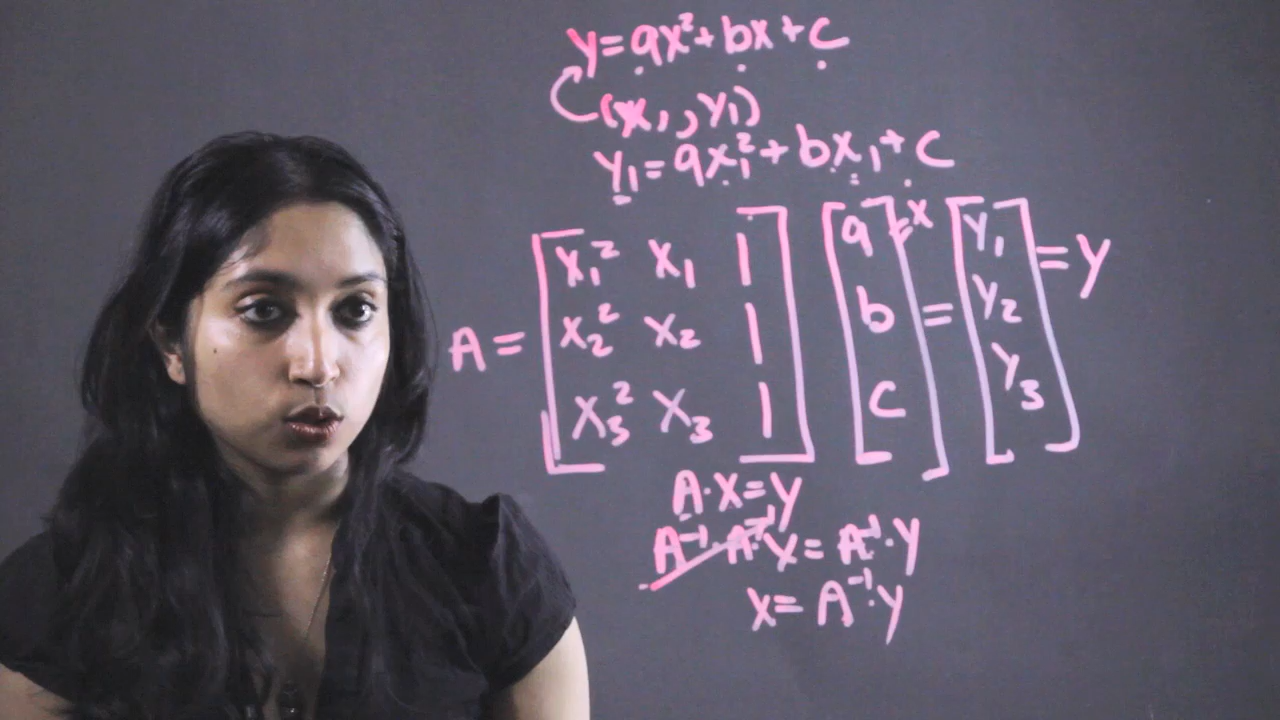 y=ax²+bx+c
(x₁,y₁)
y₁=ax₁²+bx₁+c
A= [x₁² x₁ 1] [a]=x [y₁]=y
[x₂² x₂ 1] [b] = [y₂]
[x₃² x₃ 1] [c] [y₃]
A·x=y
A⁻¹·A·x=A⁻¹·y
x=A⁻¹·y